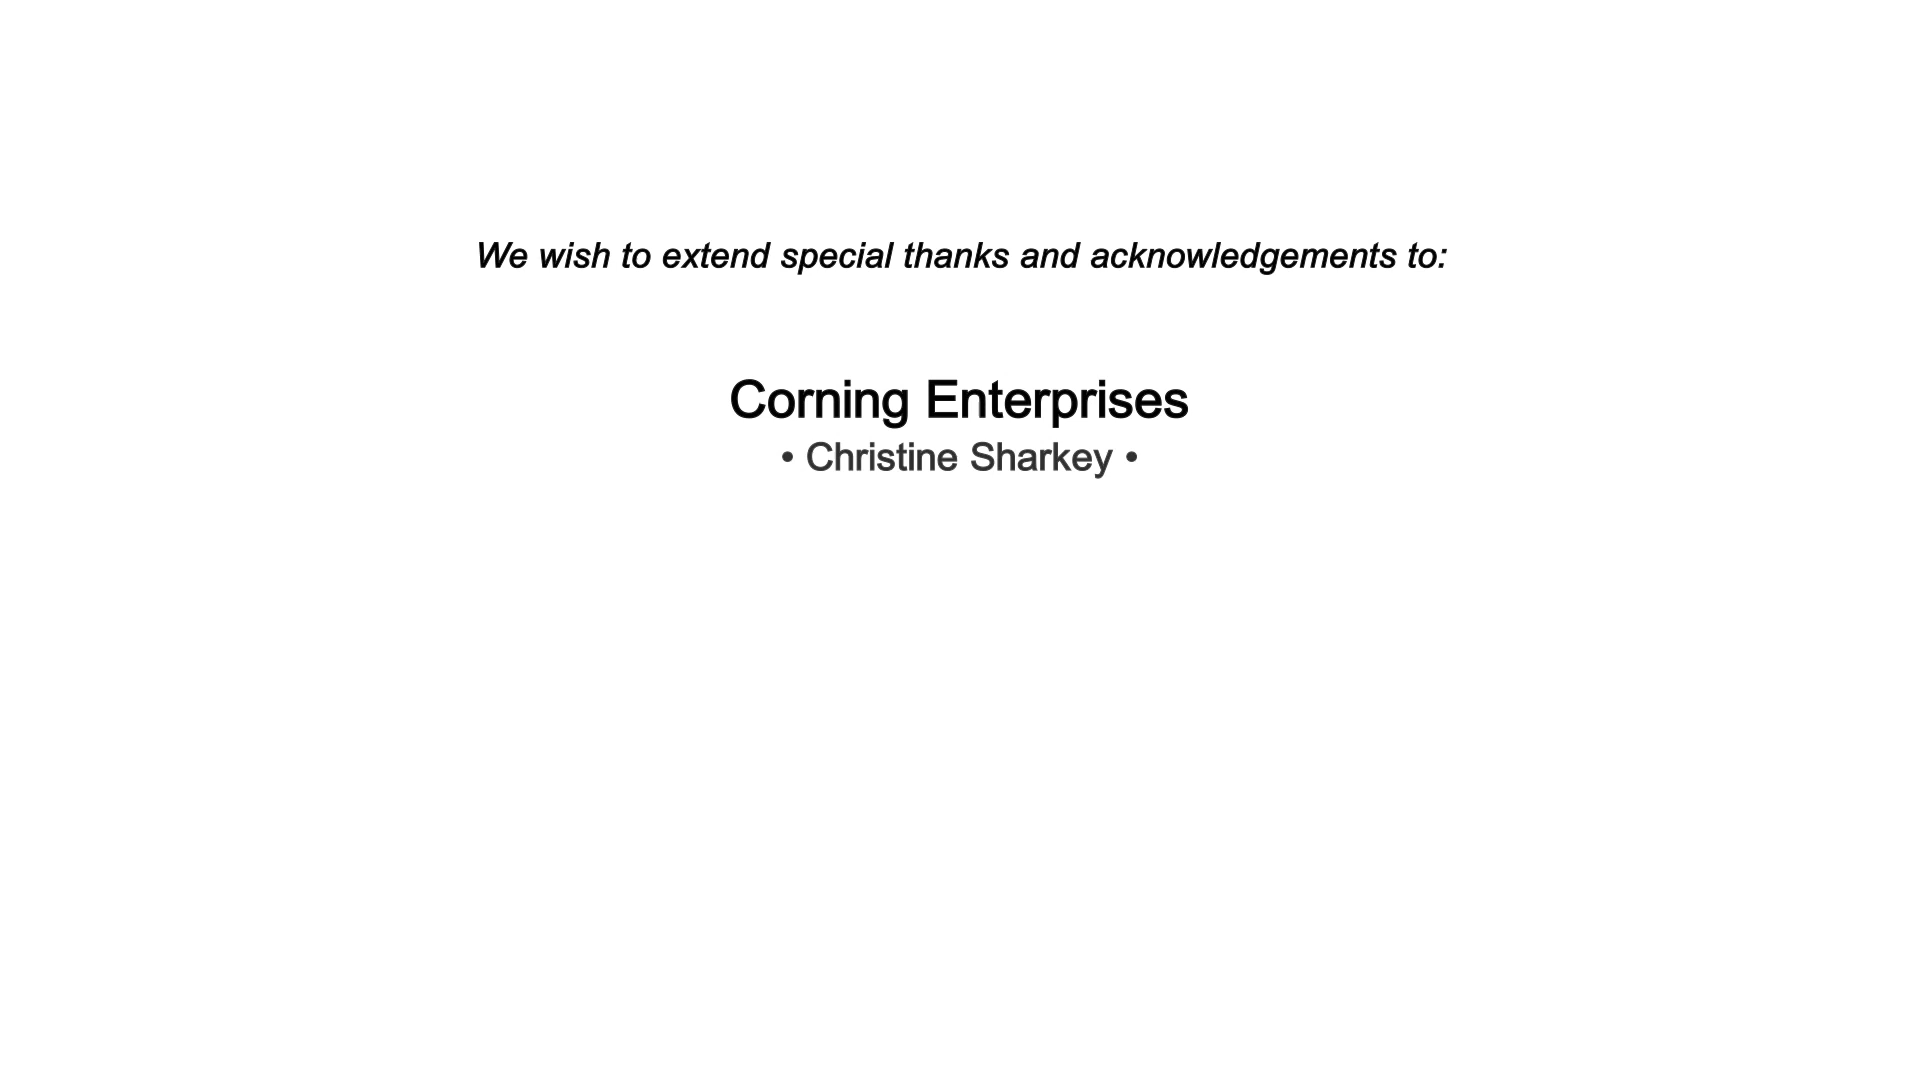 We wish to extend special thanks and acknowledgements to:
Corning Enterprises
• Christine Sharkey •